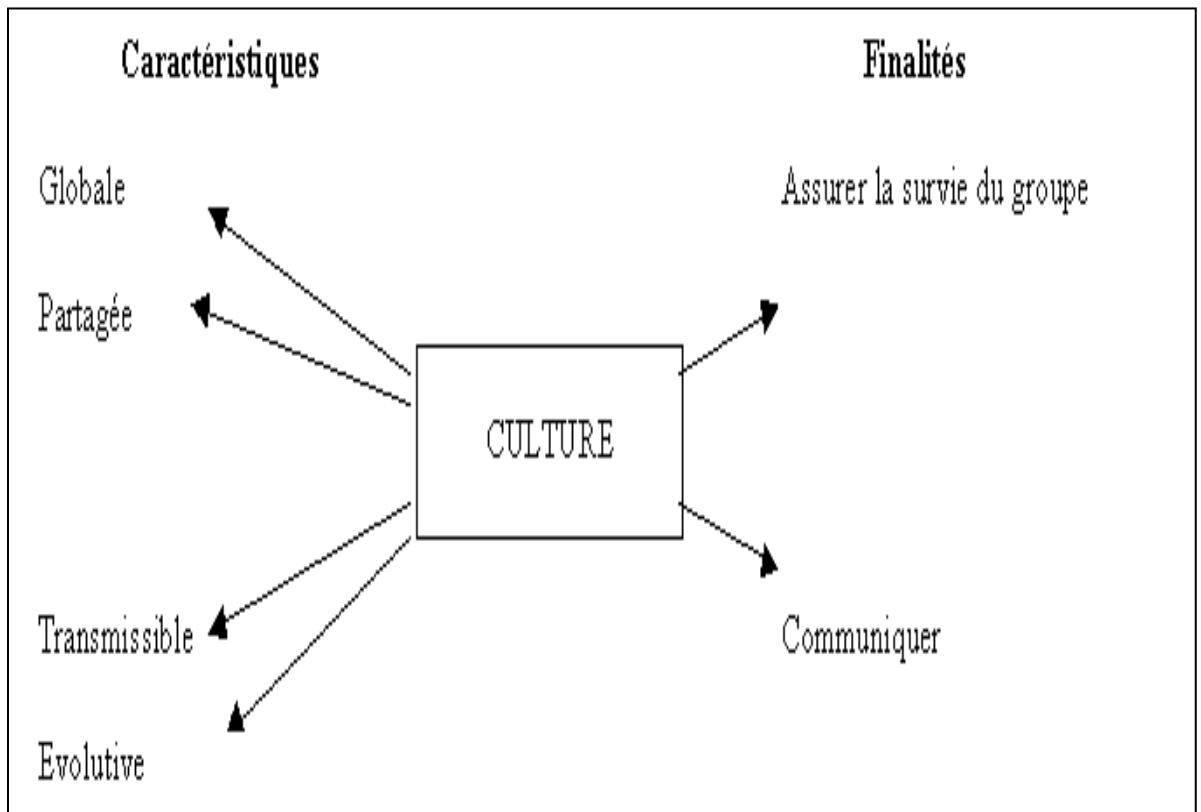 Caractéristiques
Finalités
Globale
Assurer la survie du groupe
Partagée
CULTURE
Transmissible
Communiquer
Evolutive